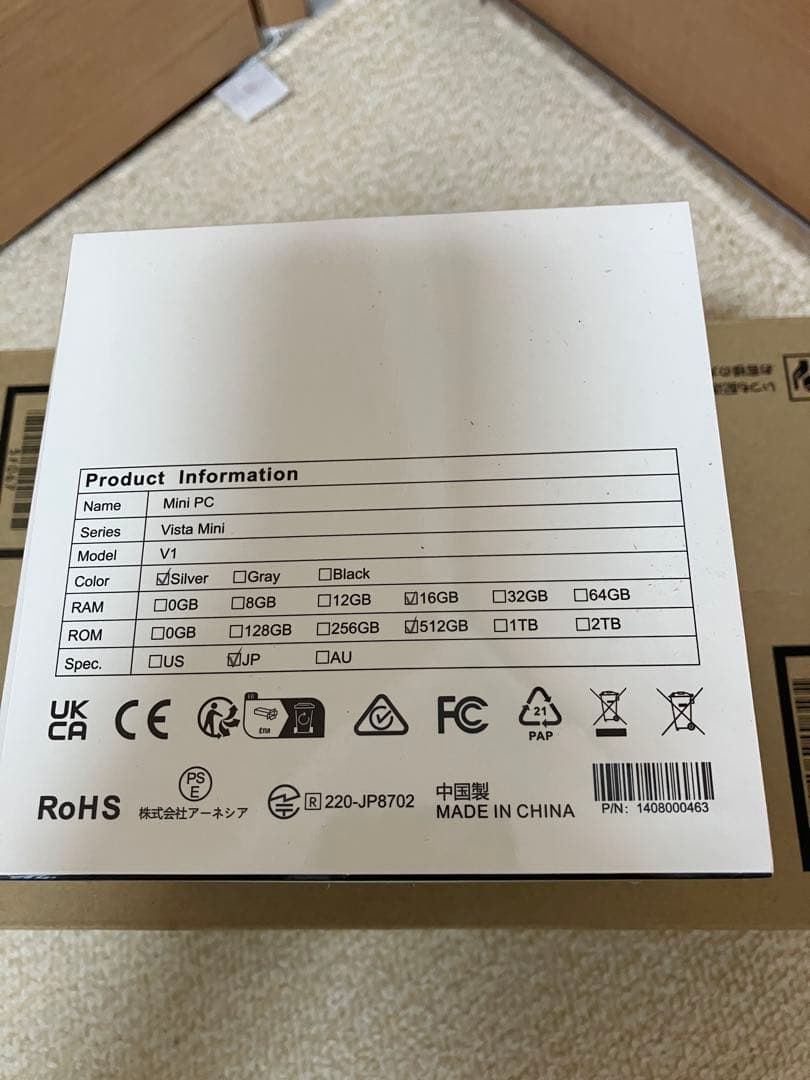 Product Information
Name Mini PC
Series Vista Mini
Model V1
Color ☑Silver ☐Gray ☐Black
RAM ☐0GB ☐8GB ☐12GB ☑16GB ☐32GB ☐64GB
ROM ☐0GB ☐128GB ☐256GB ☑512GB ☐1TB ☐2TB
Spec. ☐US ☑JP ☐AU
UK
CA
CE
FR
FC
21
PAP
RoHS
PS
E
株式会社アーネシア
R 220-JP8702
中国製
MADE IN CHINA
P/N: 1408000463